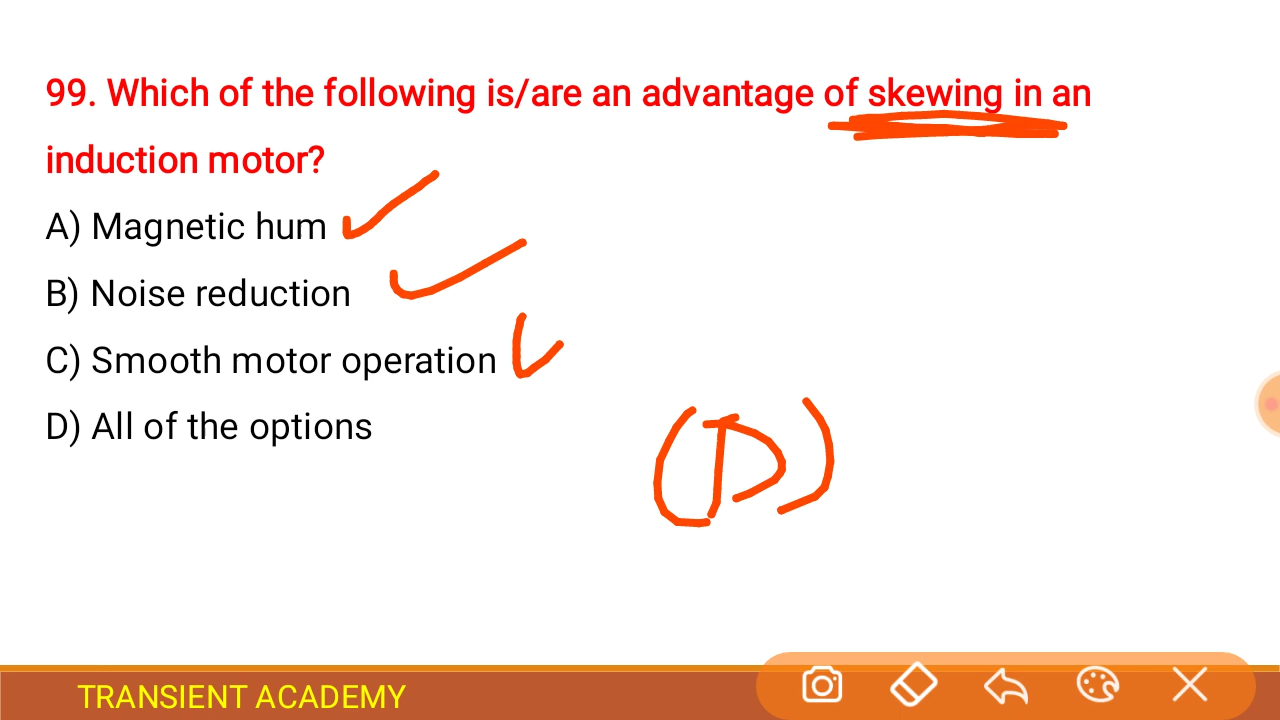 99. Which of the following is/are an advantage of skewing in an
induction motor?
A) Magnetic hum
B) Noise reduction
C) Smooth motor operation
D) All of the options
(D)
TRANSIENT ACADEMY